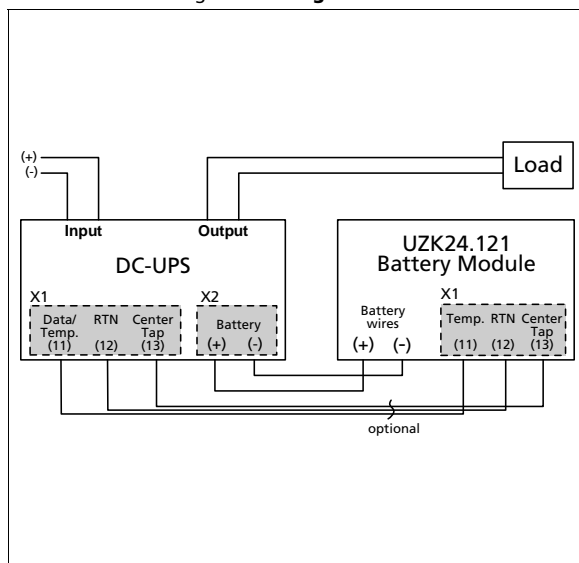 (+)
(-)
Load
Input
Output
DC-UPS
X1
Data/
Temp.
(11)
RTN
(12)
Center
Tap
(13)
X2
Battery
(+) (-)
UZK24.121
Battery Module
Battery
wires
(+) (-)
X1
Temp.
(11)
RTN
(12)
Center
Tap
(13)
optional